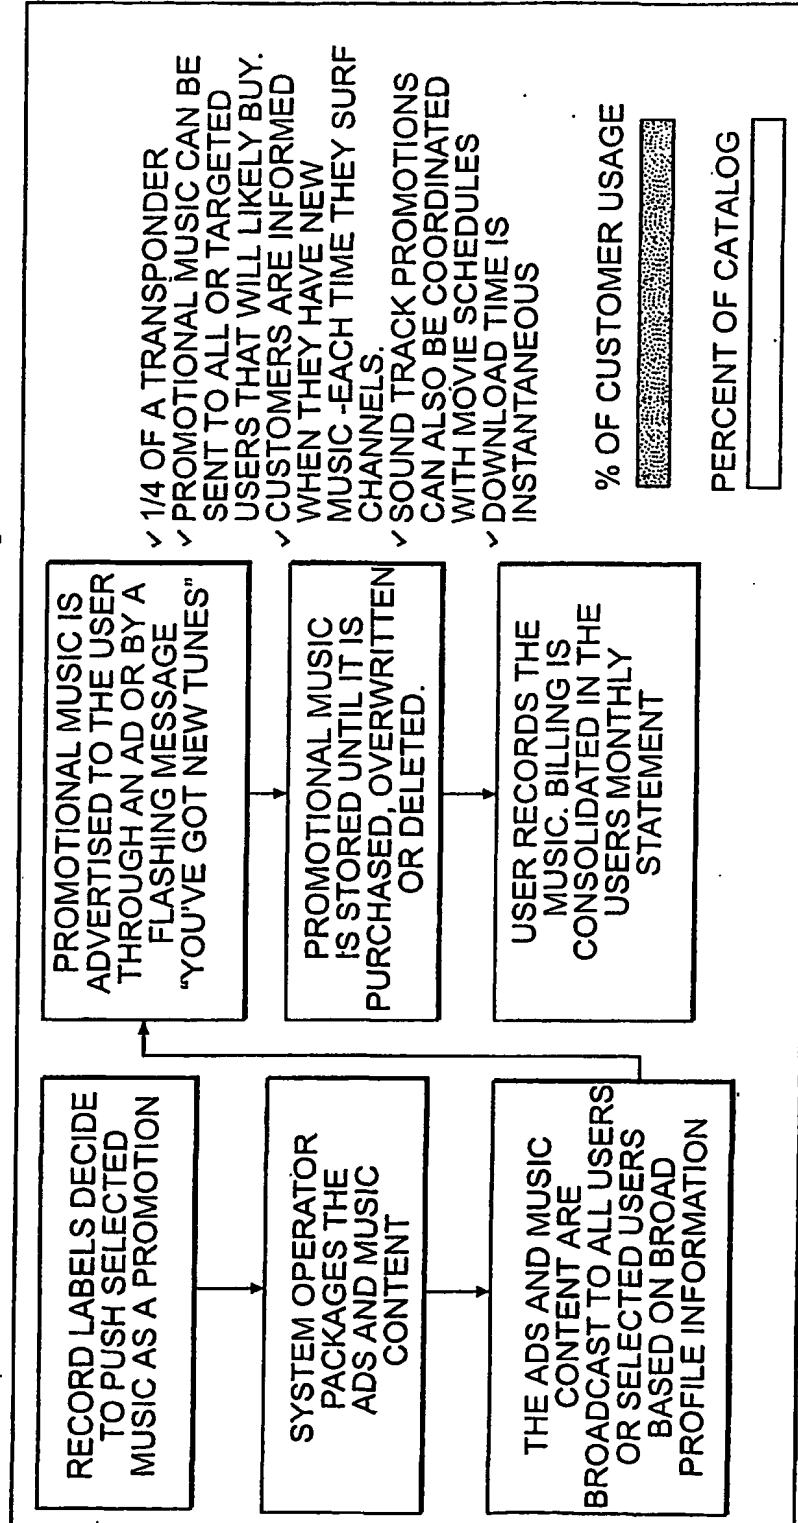 RECORD LABELS DECIDE
TO PUSH SELECTED
MUSIC AS A PROMOTION
SYSTEM OPERATOR
PACKAGES THE
ADS AND MUSIC
CONTENT
THE ADS AND MUSIC
CONTENT ARE
BROADCAST TO ALL USERS
OR SELECTED USERS
BASED ON BROAD
PROFILE INFORMATION
PROMOTIONAL MUSIC IS
ADVERTISED TO THE USER
THROUGH AN AD OR BY A
FLASHING MESSAGE
“YOU'VE GOT NEW TUNES”
PROMOTIONAL MUSIC
IS STORED UNTIL IT IS
PURCHASED, OVERWRITTEN
OR DELETED.
USER RECORDS THE
MUSIC. BILLING IS
CONSOLIDATED IN THE
USERS MONTHLY
STATEMENT
✓ 1/4 OF A TRANSPONDER
✓ PROMOTIONAL MUSIC CAN BE
SENT TO ALL OR TARGETED
USERS THAT WILL LIKELY BUY.
✓ CUSTOMERS ARE INFORMED
WHEN THEY HAVE NEW
MUSIC -EACH TIME THEY SURF
CHANNELS.
✓ SOUND TRACK PROMOTIONS
CAN ALSO BE COORDINATED
WITH MOVIE SCHEDULES
✓ DOWNLOAD TIME IS
INSTANTANEOUS
% OF CUSTOMER USAGE
PERCENT OF CATALOG